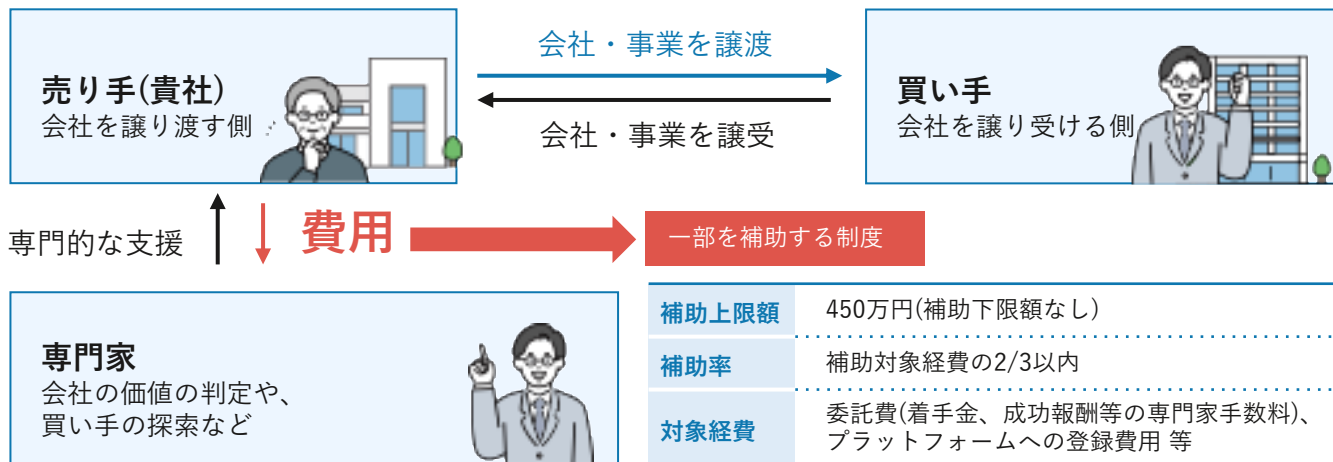 会社・事業を譲渡
売り手(貴社)
会社を譲り渡す側
買い手
会社を譲り受ける側
会社・事業を譲受
専門的な支援
費用
一部を補助する制度
専門家
会社の価値の判定や、
買い手の探索など
補助上限額
450万円(補助下限額なし)
補助率
補助対象経費の2/3以内
対象経費
委託費(着手金、成功報酬等の専門家手数料)、
プラットフォームへの登録費用 等